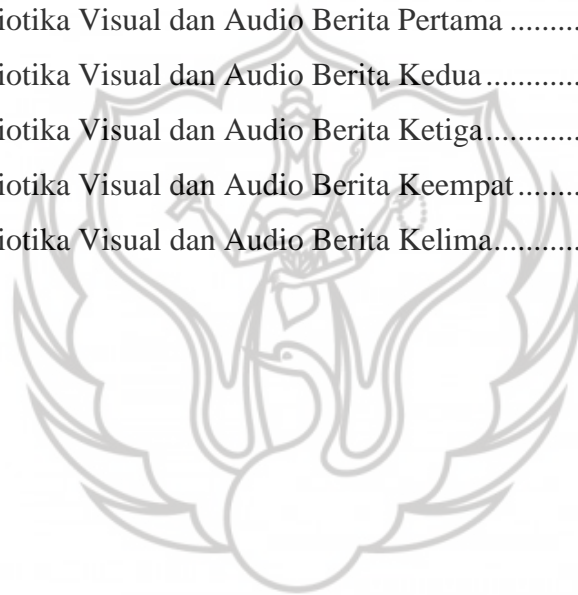 iotika Visual dan Audio Berita Pertama ..........
iotika Visual dan Audio Berita Kedua .............
iotika Visual dan Audio Berita Ketiga.............
iotika Visual dan Audio Berita Keempat ........
iotika Visual dan Audio Berita Kelima............